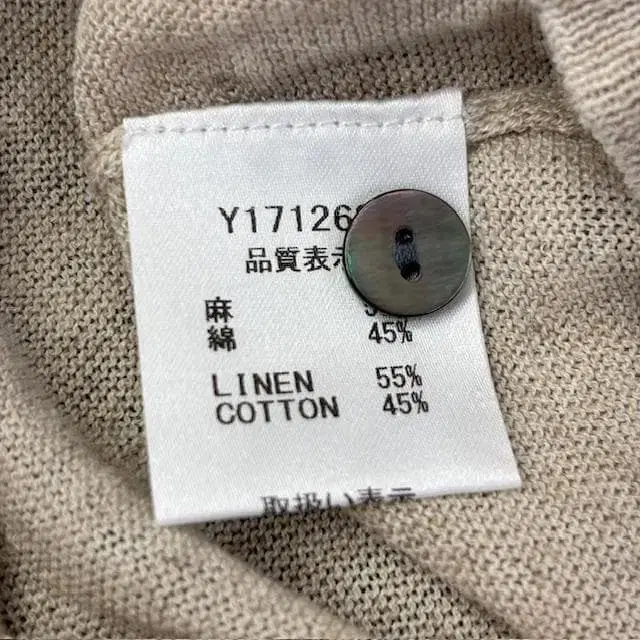 Y17126
品質表示
麻
綿 45%
LINEN 55%
COTTON 45%
取扱い表示